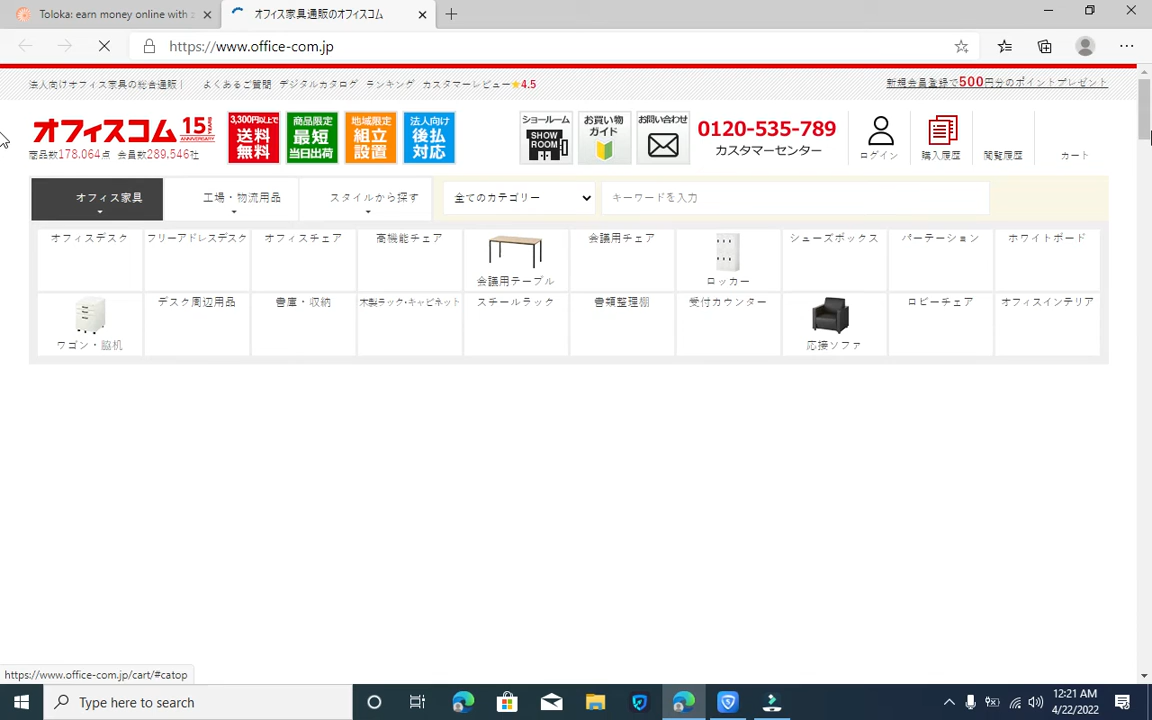 Toloka: earn money online with z
オフィス家具通販のオフィスコム
https://www.office-com.jp
法人向けオフィス家具の総合通販｜ よくあるご質問 デジタルカタログ ランキング カスタマーレビュー★4.5
新規会員登録で500円分のポイントプレゼント
オフィスコム 15TH ANNIVERSARY
商品数178,064点 会員数289,546社
3,300円以上で
送料
無料
商品限定
最短
当日出荷
地域限定
組立
設置
法人向け
後払
対応
ショールーム
SHOW
ROOM
お買い物
ガイド
お問い合わせ
0120-535-789
カスタマーセンター
ログイン
購入履歴
閲覧履歴
カート
オフィス家具 工場・物流用品 スタイルから探す 全てのカテゴリー キーワードを入力
オフィスデスク フリーアドレスデスク オフィスチェア 高機能チェア 会議用テーブル 会議用チェア ロッカー シューズボックス パーテーション ホワイトボード
ワゴン・脇机 デスク周辺用品 書庫・収納 木製ラック・キャビネット スチールラック 書類整理棚 受付カウンター 応接ソファ ロビーチェア オフィスインテリア
https://www.office-com.jp/cart/#catop
Type here to search
12:21 AM
4/22/2022